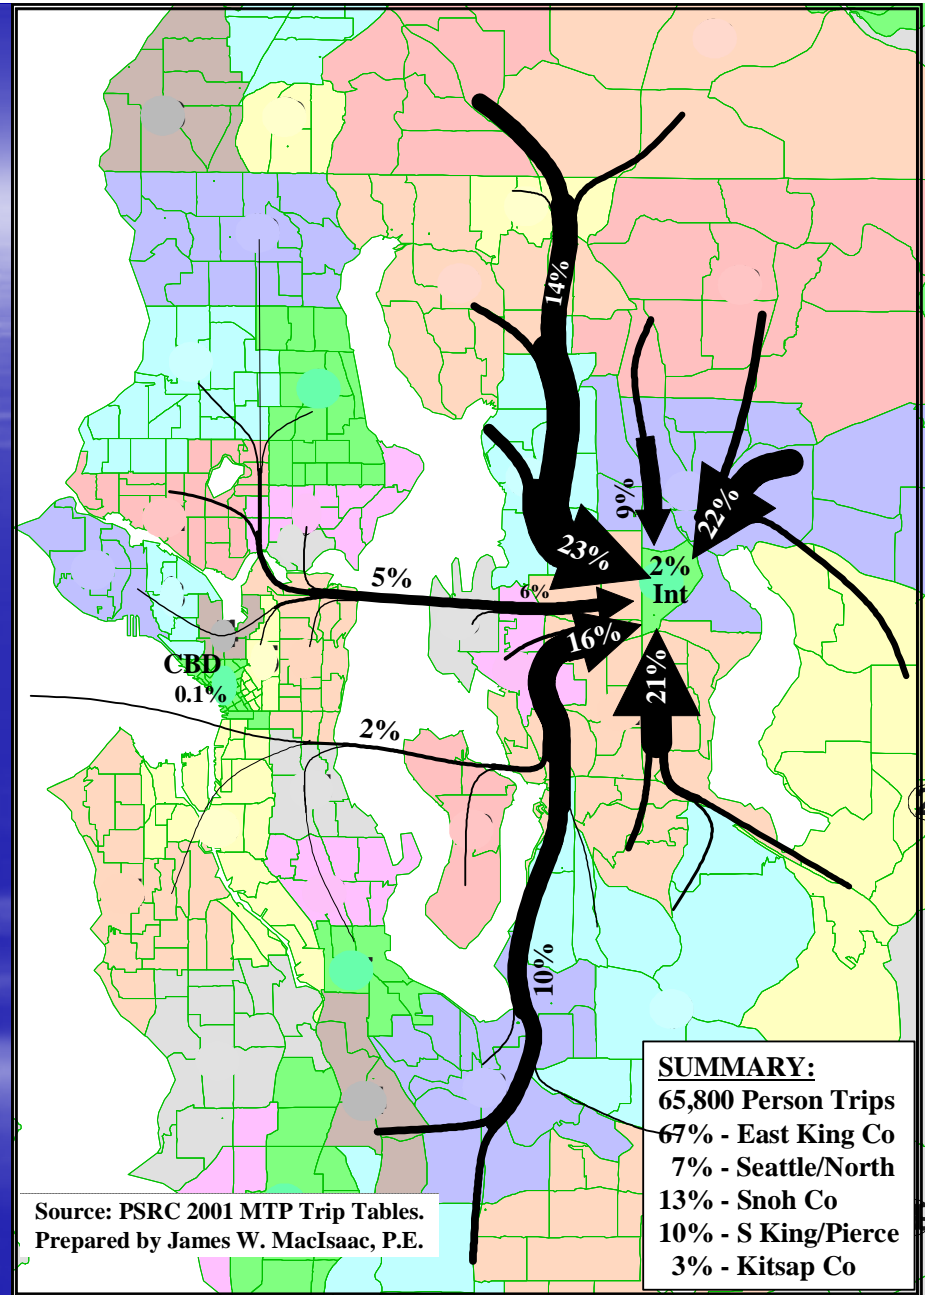 14%
9%
22%
23%
2%
Int
5%
6%
16%
CBD
0.1%
21%
2%
10%
SUMMARY:
65,800 Person Trips
67% - East King Co
7% - Seattle/North
13% - Snoh Co
10% - S King/Pierce
3% - Kitsap Co
Source: PSRC 2001 MTP Trip Tables.
Prepared by James W. MacIsaac, P.E.